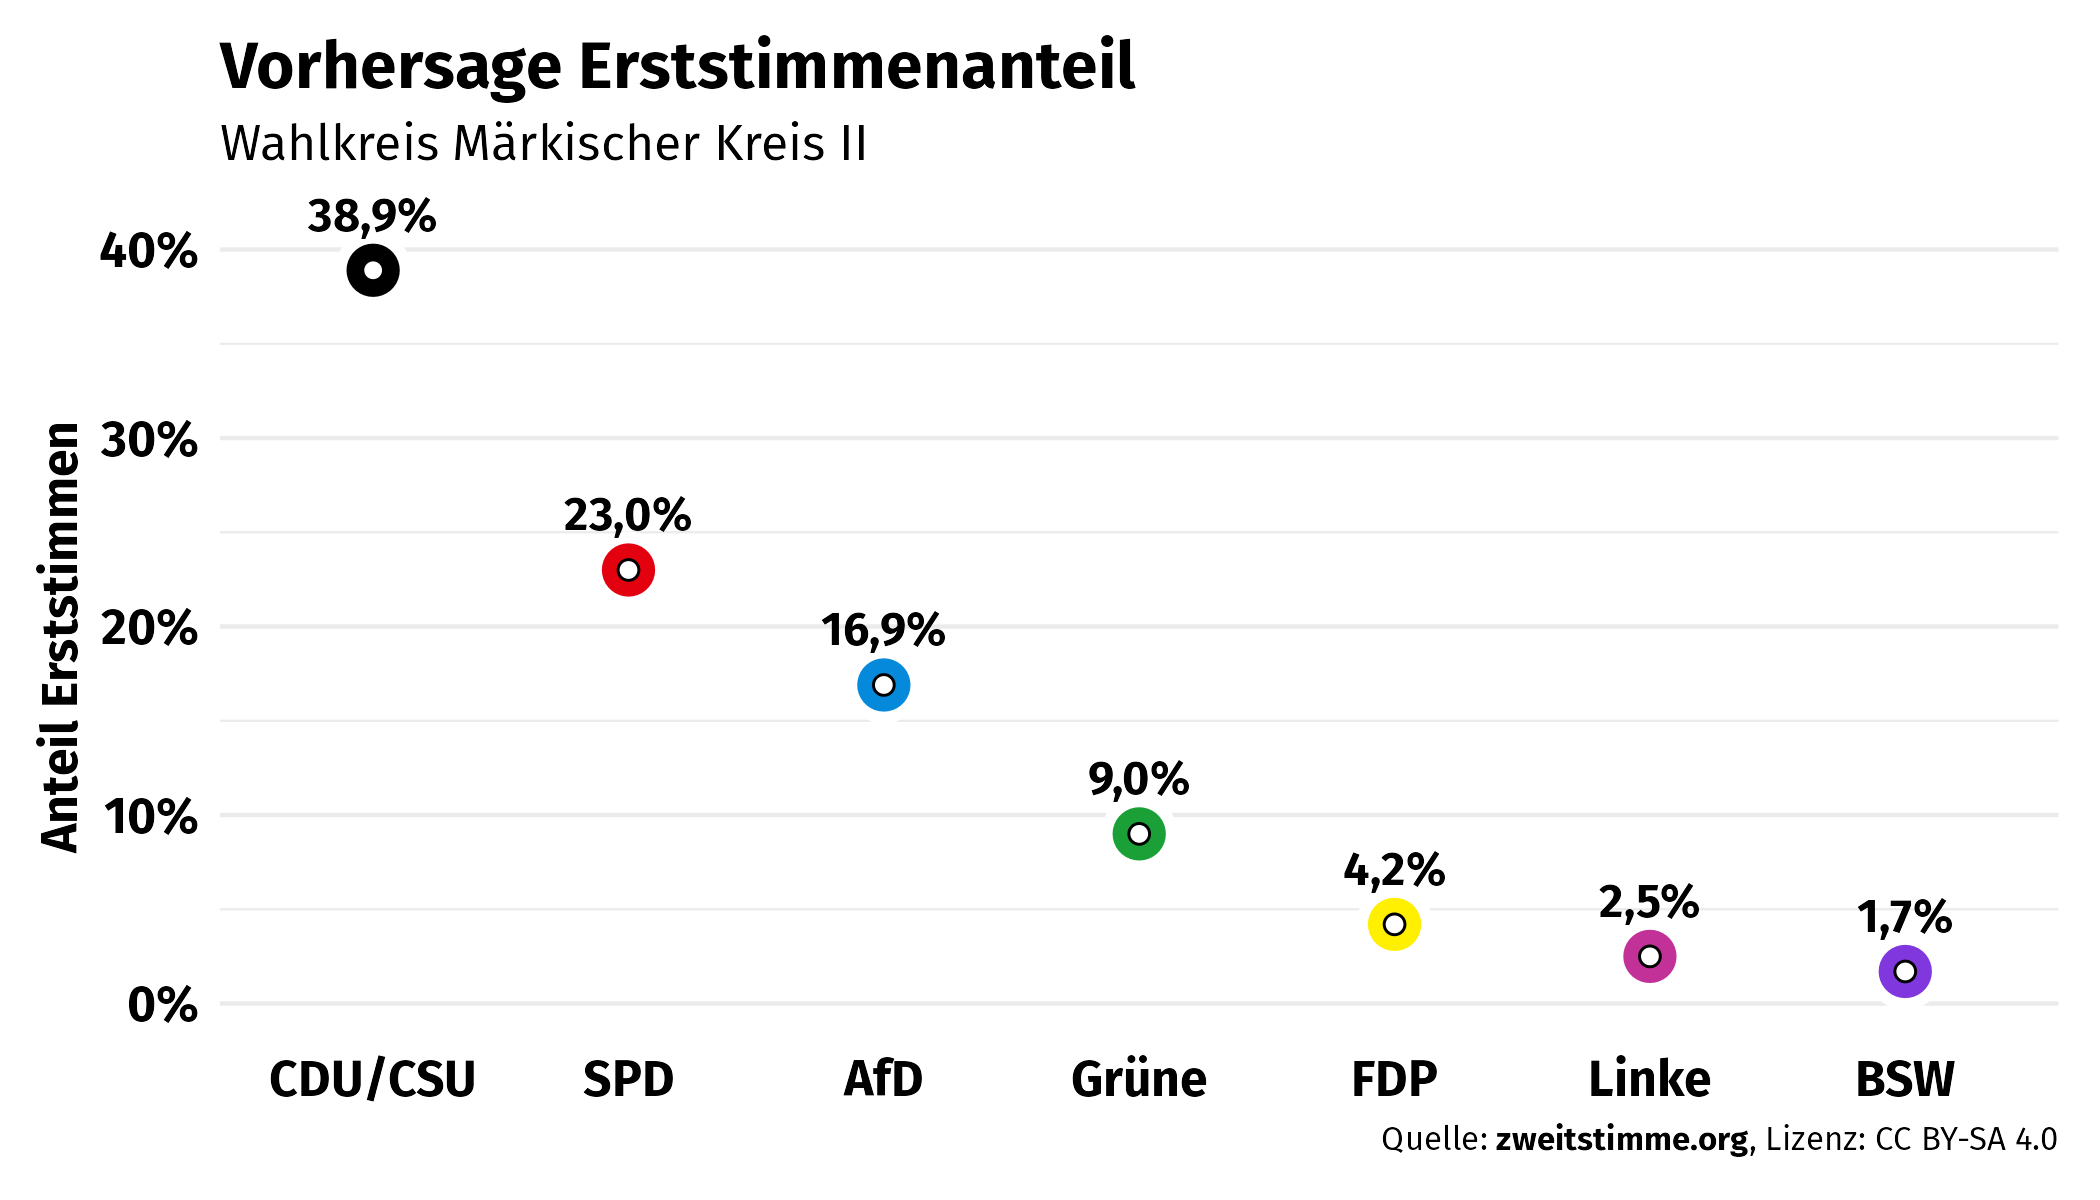 Vorhersage Erststimmenanteil
Wahlkreis Märkischer Kreis II
Anteil Erststimmen
40%
30%
20%
10%
0%
38,9%
23,0%
16,9%
9,0%
4,2%
2,5%
1,7%
CDU/CSU SPD AfD Grüne FDP Linke BSW
Quelle: zweitstimme.org, Lizenz: CC BY-SA 4.0